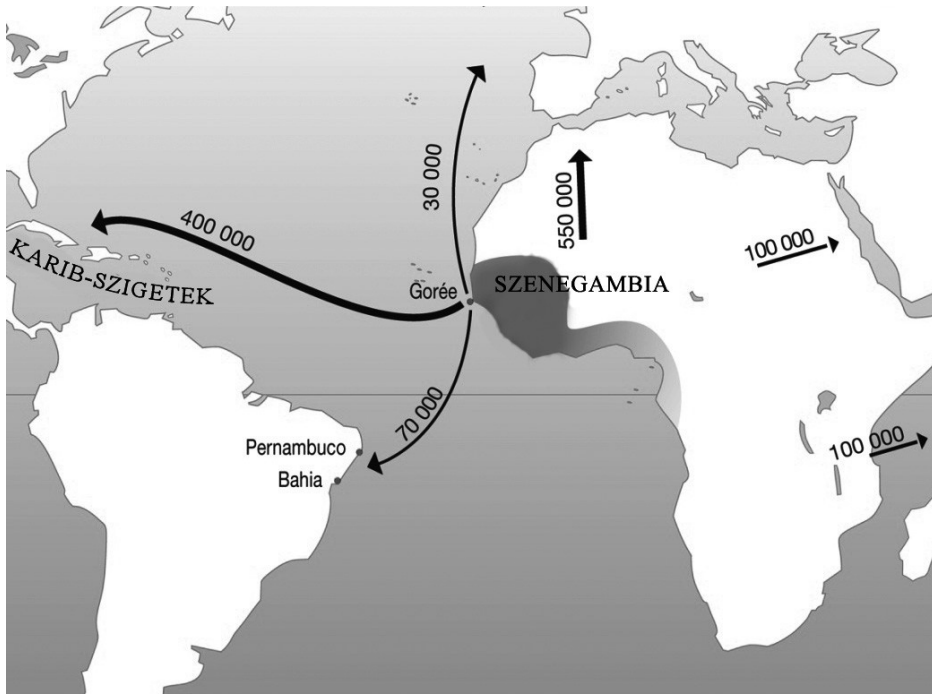 30 000
550 000
400 000
100 000
KARIB-SZIGETEK
Gorée
SZENEGAMBIA
70 000
Pernambuco
Bahia
100 000